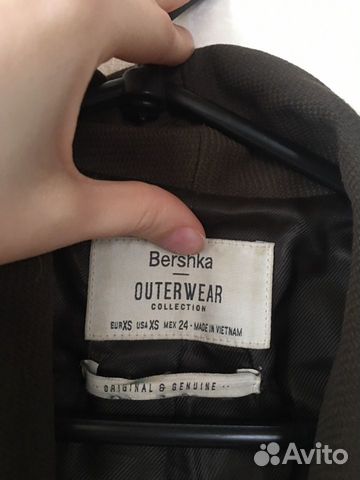 Bershka
OUTERWEAR
COLLECTION
EUR XS USA XS MEX 24 - MADE IN VIETNAM
ORIGINAL & GENUINE
Avito